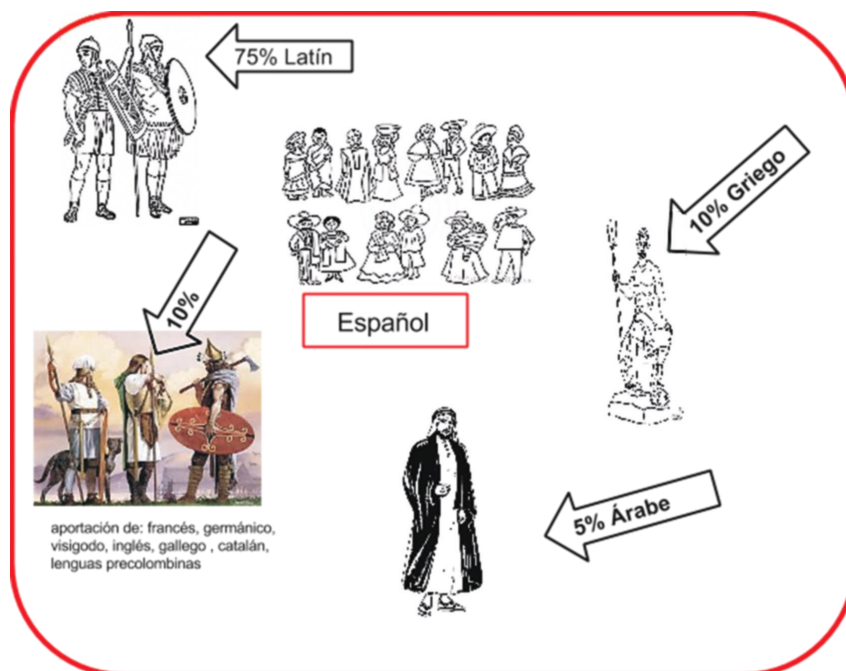 75% Latín
10% Griego
10%
Español
5% Árabe
aportación de: francés, germánico,
visigodo, inglés, gallego , catalán,
lenguas precolombinas